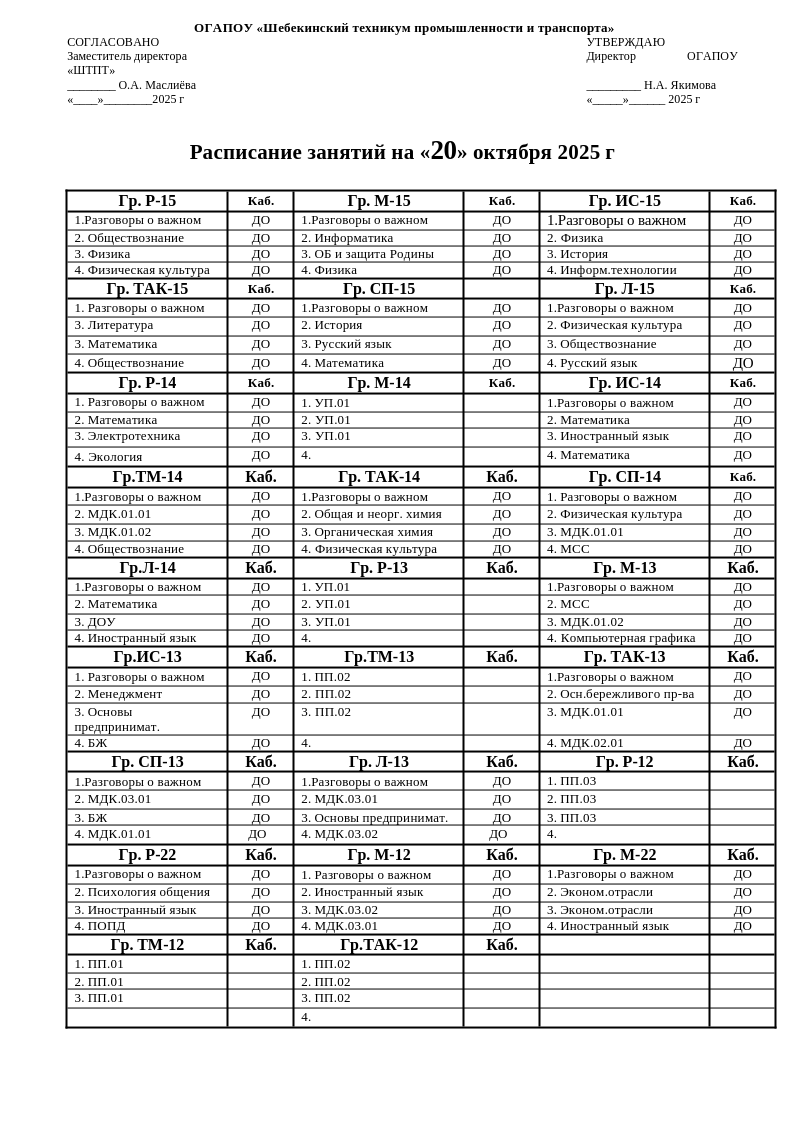 ОГАПОУ «Шебекинский техникум промышленности и транспорта»
СОГЛАСОВАНО УТВЕРЖДАЮ
Заместитель директора Директор ОГАПОУ
«ШТПТ»
________ О.А. Маслиёва _________ Н.А. Якимова
«____»________2025 г «_____»______ 2025 г
Расписание занятий на «20» октября 2025 г
Гр. Р-15 Каб. Гр. М-15 Каб. Гр. ИС-15 Каб.
1.Разговоры о важном ДО 1.Разговоры о важном ДО 1.Разговоры о важном ДО
2. Обществознание ДО 2. Информатика ДО 2. Физика ДО
3. Физика ДО 3. ОБ и защита Родины ДО 3. История ДО
4. Физическая культура ДО 4. Физика ДО 4. Информ.технологии ДО
Гр. ТАК-15 Каб. Гр. СП-15 Гр. Л-15 Каб.
1. Разговоры о важном ДО 1.Разговоры о важном ДО 1.Разговоры о важном ДО
3. Литература ДО 2. История ДО 2. Физическая культура ДО
3. Математика ДО 3. Русский язык ДО 3. Обществознание ДО
4. Обществознание ДО 4. Математика ДО 4. Русский язык ДО
Гр. Р-14 Каб. Гр. М-14 Каб. Гр. ИС-14 Каб.
1. Разговоры о важном ДО 1. УП.01 1.Разговоры о важном ДО
2. Математика ДО 2. УП.01 2. Математика ДО
3. Электротехника ДО 3. УП.01 3. Иностранный язык ДО
4. Экология ДО 4. 4. Математика ДО
Гр.ТМ-14 Каб. Гр. ТАК-14 Каб. Гр. СП-14 Каб.
1.Разговоры о важном ДО 1.Разговоры о важном ДО 1. Разговоры о важном ДО
2. МДК.01.01 ДО 2. Общая и неорг. химия ДО 2. Физическая культура ДО
3. МДК.01.02 ДО 3. Органическая химия ДО 3. МДК.01.01 ДО
4. Обществознание ДО 4. Физическая культура ДО 4. МСС ДО
Гр.Л-14 Каб. Гр. Р-13 Каб. Гр. М-13 Каб.
1.Разговоры о важном ДО 1. УП.01 1.Разговоры о важном ДО
2. Математика ДО 2. УП.01 2. МСС ДО
3. ДОУ ДО 3. УП.01 3. МДК.01.02 ДО
4. Иностранный язык ДО 4. 4. Компьютерная графика ДО
Гр.ИС-13 Каб. Гр.ТМ-13 Каб. Гр. ТАК-13 Каб.
1. Разговоры о важном ДО 1. ПП.02 1.Разговоры о важном ДО
2. Менеджмент ДО 2. ПП.02 2. Осн.бережливого пр-ва ДО
3. Основы ДО 3. ПП.02 3. МДК.01.01 ДО
предпринимат.
4. БЖ ДО 4. 4. МДК.02.01 ДО
Гр. СП-13 Каб. Гр. Л-13 Каб. Гр. Р-12 Каб.
1.Разговоры о важном ДО 1.Разговоры о важном ДО 1. ПП.03
2. МДК.03.01 ДО 2. МДК.03.01 ДО 2. ПП.03
3. БЖ ДО 3. Основы предпринимат. ДО 3. ПП.03
4. МДК.01.01 ДО 4. МДК.03.02 ДО 4.
Гр. Р-22 Каб. Гр. М-12 Каб. Гр. М-22 Каб.
1.Разговоры о важном ДО 1. Разговоры о важном ДО 1.Разговоры о важном ДО
2. Психология общения ДО 2. Иностранный язык ДО 2. Эконом.отрасли ДО
3. Иностранный язык ДО 3. МДК.03.02 ДО 3. Эконом.отрасли ДО
4. ПОПД ДО 4. МДК.03.01 ДО 4. Иностранный язык ДО
Гр. ТМ-12 Каб. Гр.ТАК-12 Каб.
1. ПП.01 1. ПП.02
2. ПП.01 2. ПП.02
3. ПП.01 3. ПП.02
4.